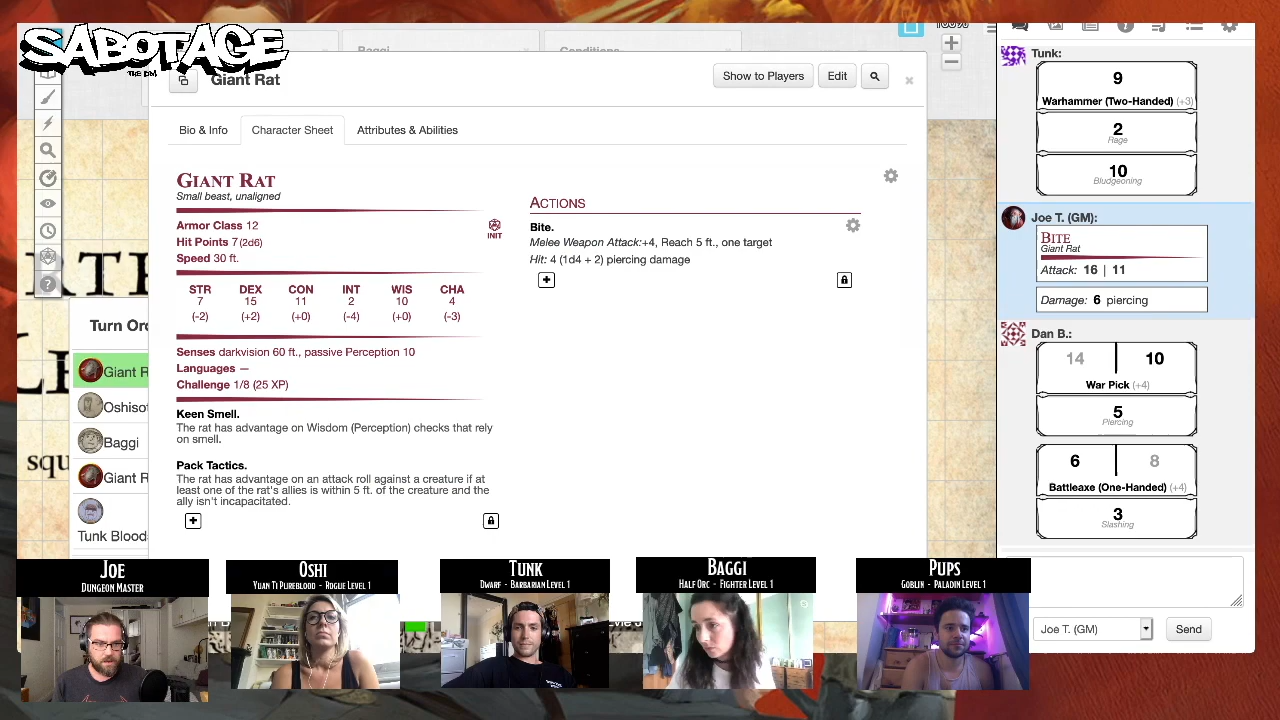 SABOTAGE
THE DM
Baggi
Conditions
Giant Rat
Show to Players
Edit
Bio & Info
Character Sheet
Attributes & Abilities
GIANT RAT
Small beast, unaligned
Armor Class 12
Hit Points 7 (2d6)
Speed 30 ft.
INIT
STR DEX CON INT WIS CHA
7 15 11 2 10 4
(-2) (+2) (+0) (-4) (+0) (-3)
Senses darkvision 60 ft., passive Perception 10
Languages —
Challenge 1/8 (25 XP)
Keen Smell.
The rat has advantage on Wisdom (Perception) checks that rely
on smell.
Pack Tactics.
The rat has advantage on an attack roll against a creature if at
least one of the rat's allies is within 5 ft. of the creature and the
ally isn't incapacitated.
ACTIONS
Bite.
Melee Weapon Attack:+4, Reach 5 ft., one target
Hit: 4 (1d4 + 2) piercing damage
Turn Ord
Giant R
Oshisot
Baggi
Giant R
Tunk Blood
squ
Tunk:
9
Warhammer (Two-Handed) (+3)
2
Rage
10
Bludgeoning
Joe T. (GM):
BITE
Giant Rat
Attack: 16 | 11
Damage: 6 piercing
Dan B.:
14 10
War Pick (+4)
5
Piercing
6 8
Battleaxe (One-Handed) (+4)
3
Slashing
Joe T. (GM)
Send
JOE
DUNGEON MASTER
OSHI
YUAN TI PUREBLOOD - ROGUE LEVEL 1
TUNK
DWARF - BARBARIAN LEVEL 1
BAGGI
HALF ORC - FIGHTER LEVEL 1
PUPS
GOBLIN - PALADIN LEVEL 1